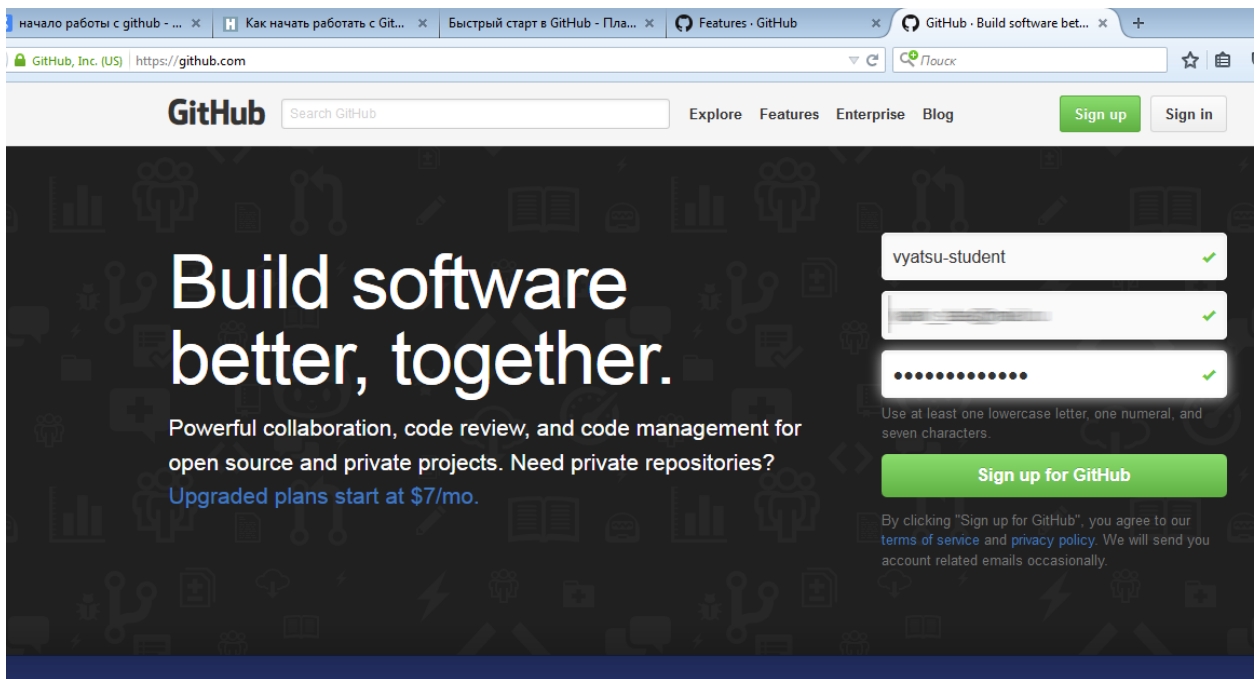 начало работы с github - ...
Как начать работать с Git...
Быстрый старт в GitHub - Пла...
Features · GitHub
GitHub · Build software bet...
GitHub, Inc. (US)
https://github.com
Поиск
GitHub
Search GitHub
Explore
Features
Enterprise
Blog
Sign up
Sign in
Build software
better, together.
Powerful collaboration, code review, and code management for
open source and private projects. Need private repositories?
Upgraded plans start at $7/mo.
vyatsu-student
Use at least one lowercase letter, one numeral, and
seven characters.
Sign up for GitHub
By clicking "Sign up for GitHub", you agree to our
terms of service and privacy policy. We will send you
account related emails occasionally.